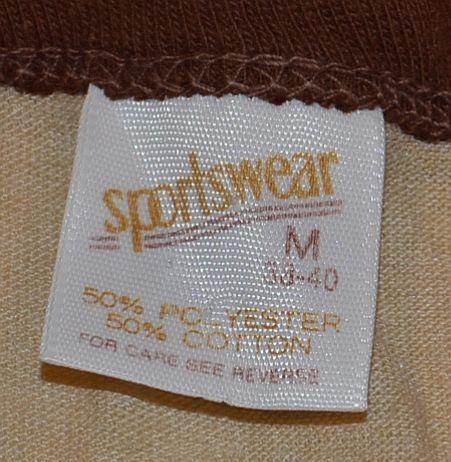 sportswear
M
38-40
50% POLYESTER
50% COTTON
FOR CARE SEE REVERSE